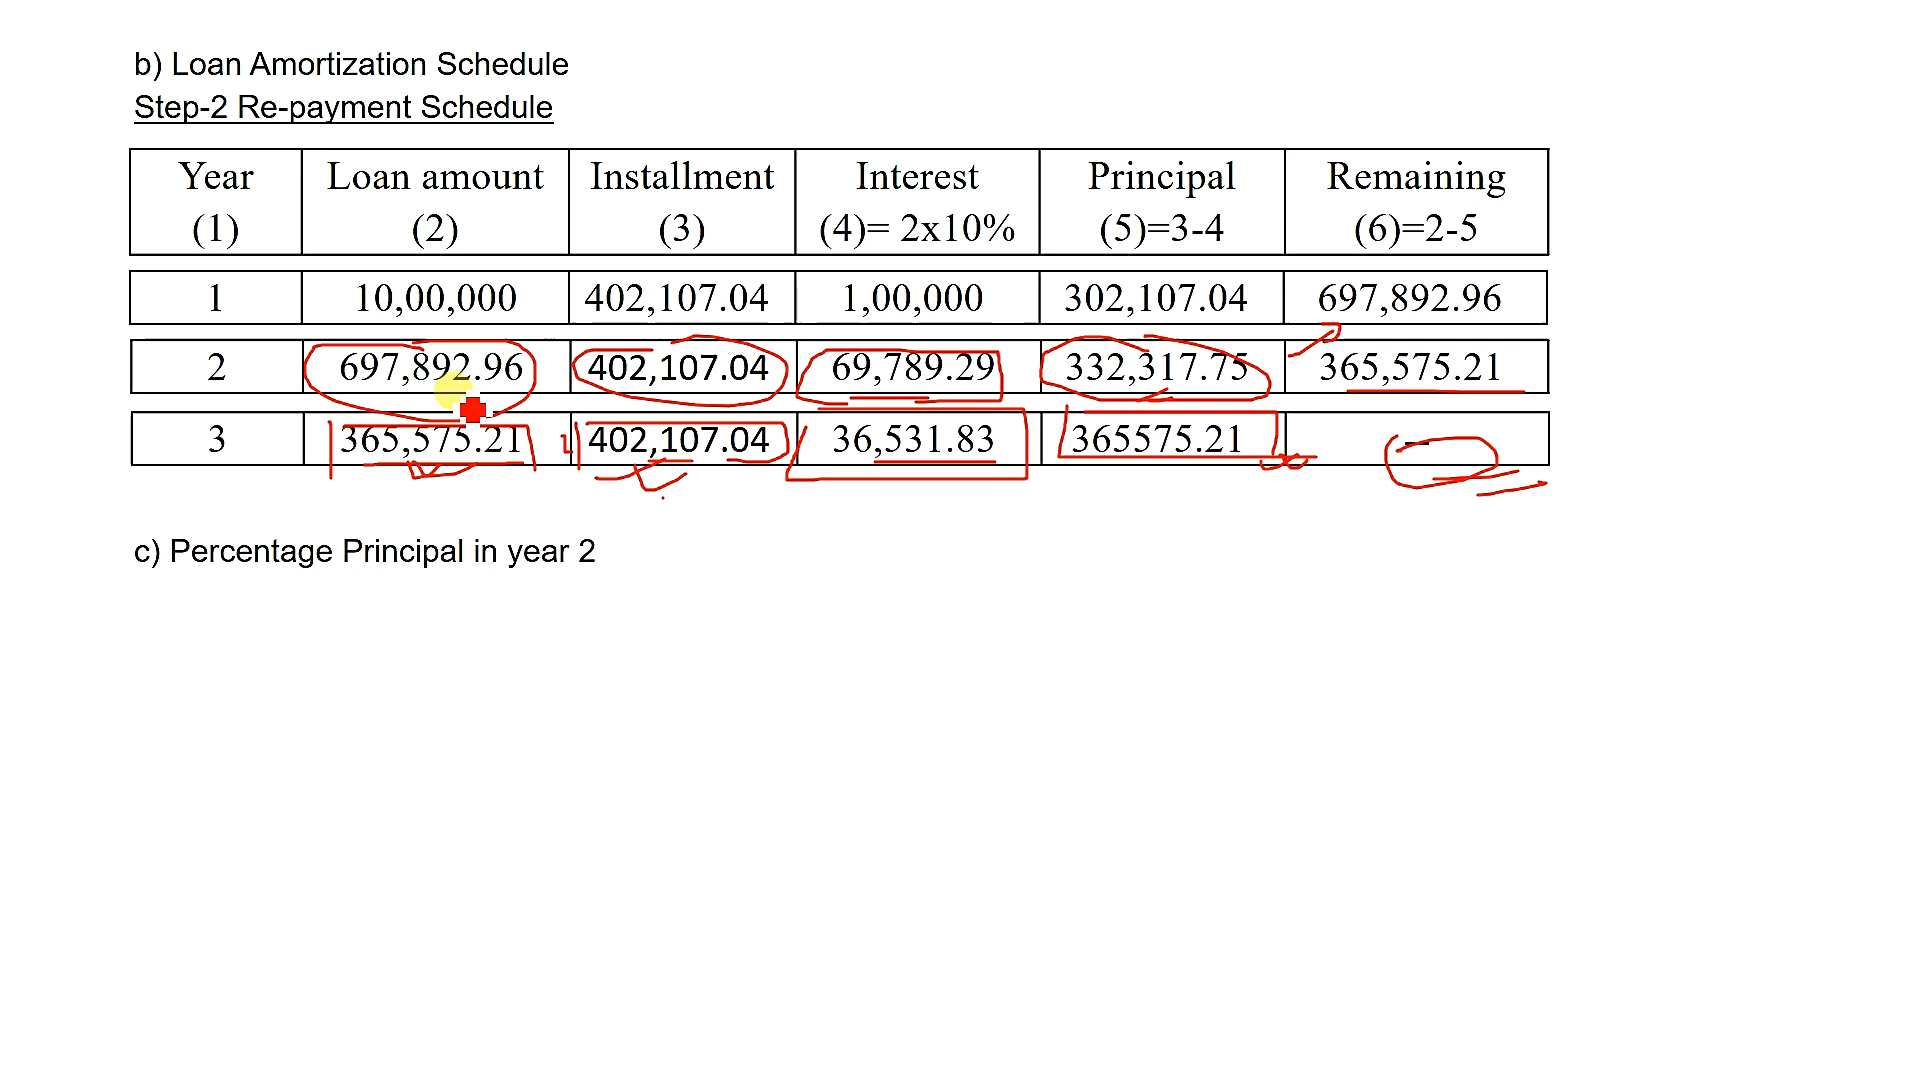 b) Loan Amortization Schedule
Step-2 Re-payment Schedule
Year Loan amount Installment Interest Principal Remaining
(1) (2) (3) (4)= 2x10% (5)=3-4 (6)=2-5
1 10,00,000 402,107.04 1,00,000 302,107.04 697,892.96
2 697,892.96 402,107.04 69,789.29 332,317.75 365,575.21
3 365,575.21 402,107.04 36,531.83 365575.21 –
c) Percentage Principal in year 2